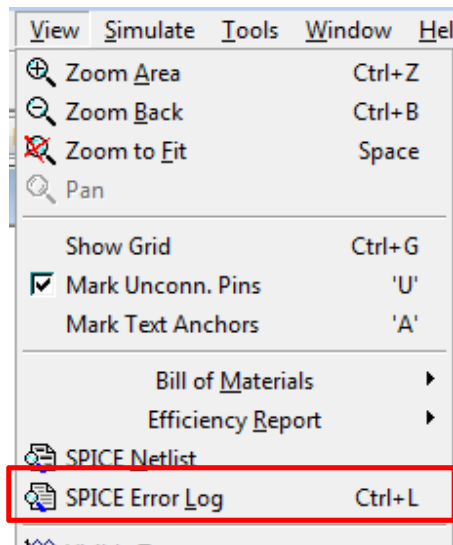 View Simulate Tools Window Hel
Zoom Area Ctrl+Z
Zoom Back Ctrl+B
Zoom to Fit Space
Pan
Show Grid Ctrl+G
Mark Unconn. Pins 'U'
Mark Text Anchors 'A'
Bill of Materials
Efficiency Report
SPICE Netlist
SPICE Error Log Ctrl+L